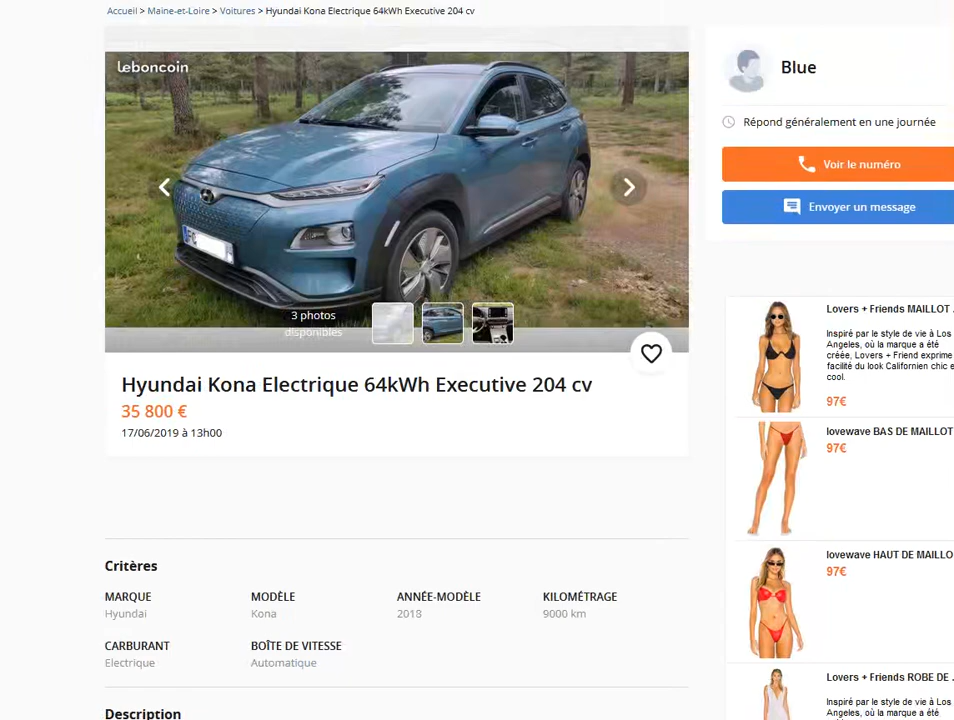 Accueil > Maine-et-Loire > Voitures > Hyundai Kona Electrique 64kWh Executive 204 cv
leboncoin
3 photos
disponibles
Hyundai Kona Electrique 64kWh Executive 204 cv
35 800 €
17/06/2019 à 13h00
Critères
MARQUE
Hyundai
MODÈLE
Kona
ANNÉE-MODÈLE
2018
KILOMÉTRAGE
9000 km
CARBURANT
Electrique
BOÎTE DE VITESSE
Automatique
Description
Blue
Répond généralement en une journée
Voir le numéro
Envoyer un message
Lovers + Friends MAILLOT .
Inspiré par le style de vie à Los
Angeles, où la marque a été
créée, Lovers + Friend exprime
facilité du look Californien chic e
cool.
97€
lovewave BAS DE MAILLOT
97€
lovewave HAUT DE MAILLO
97€
Lovers + Friends ROBE DE .
Inspiré par le style de vie à Los
Angeles, où la marque a été